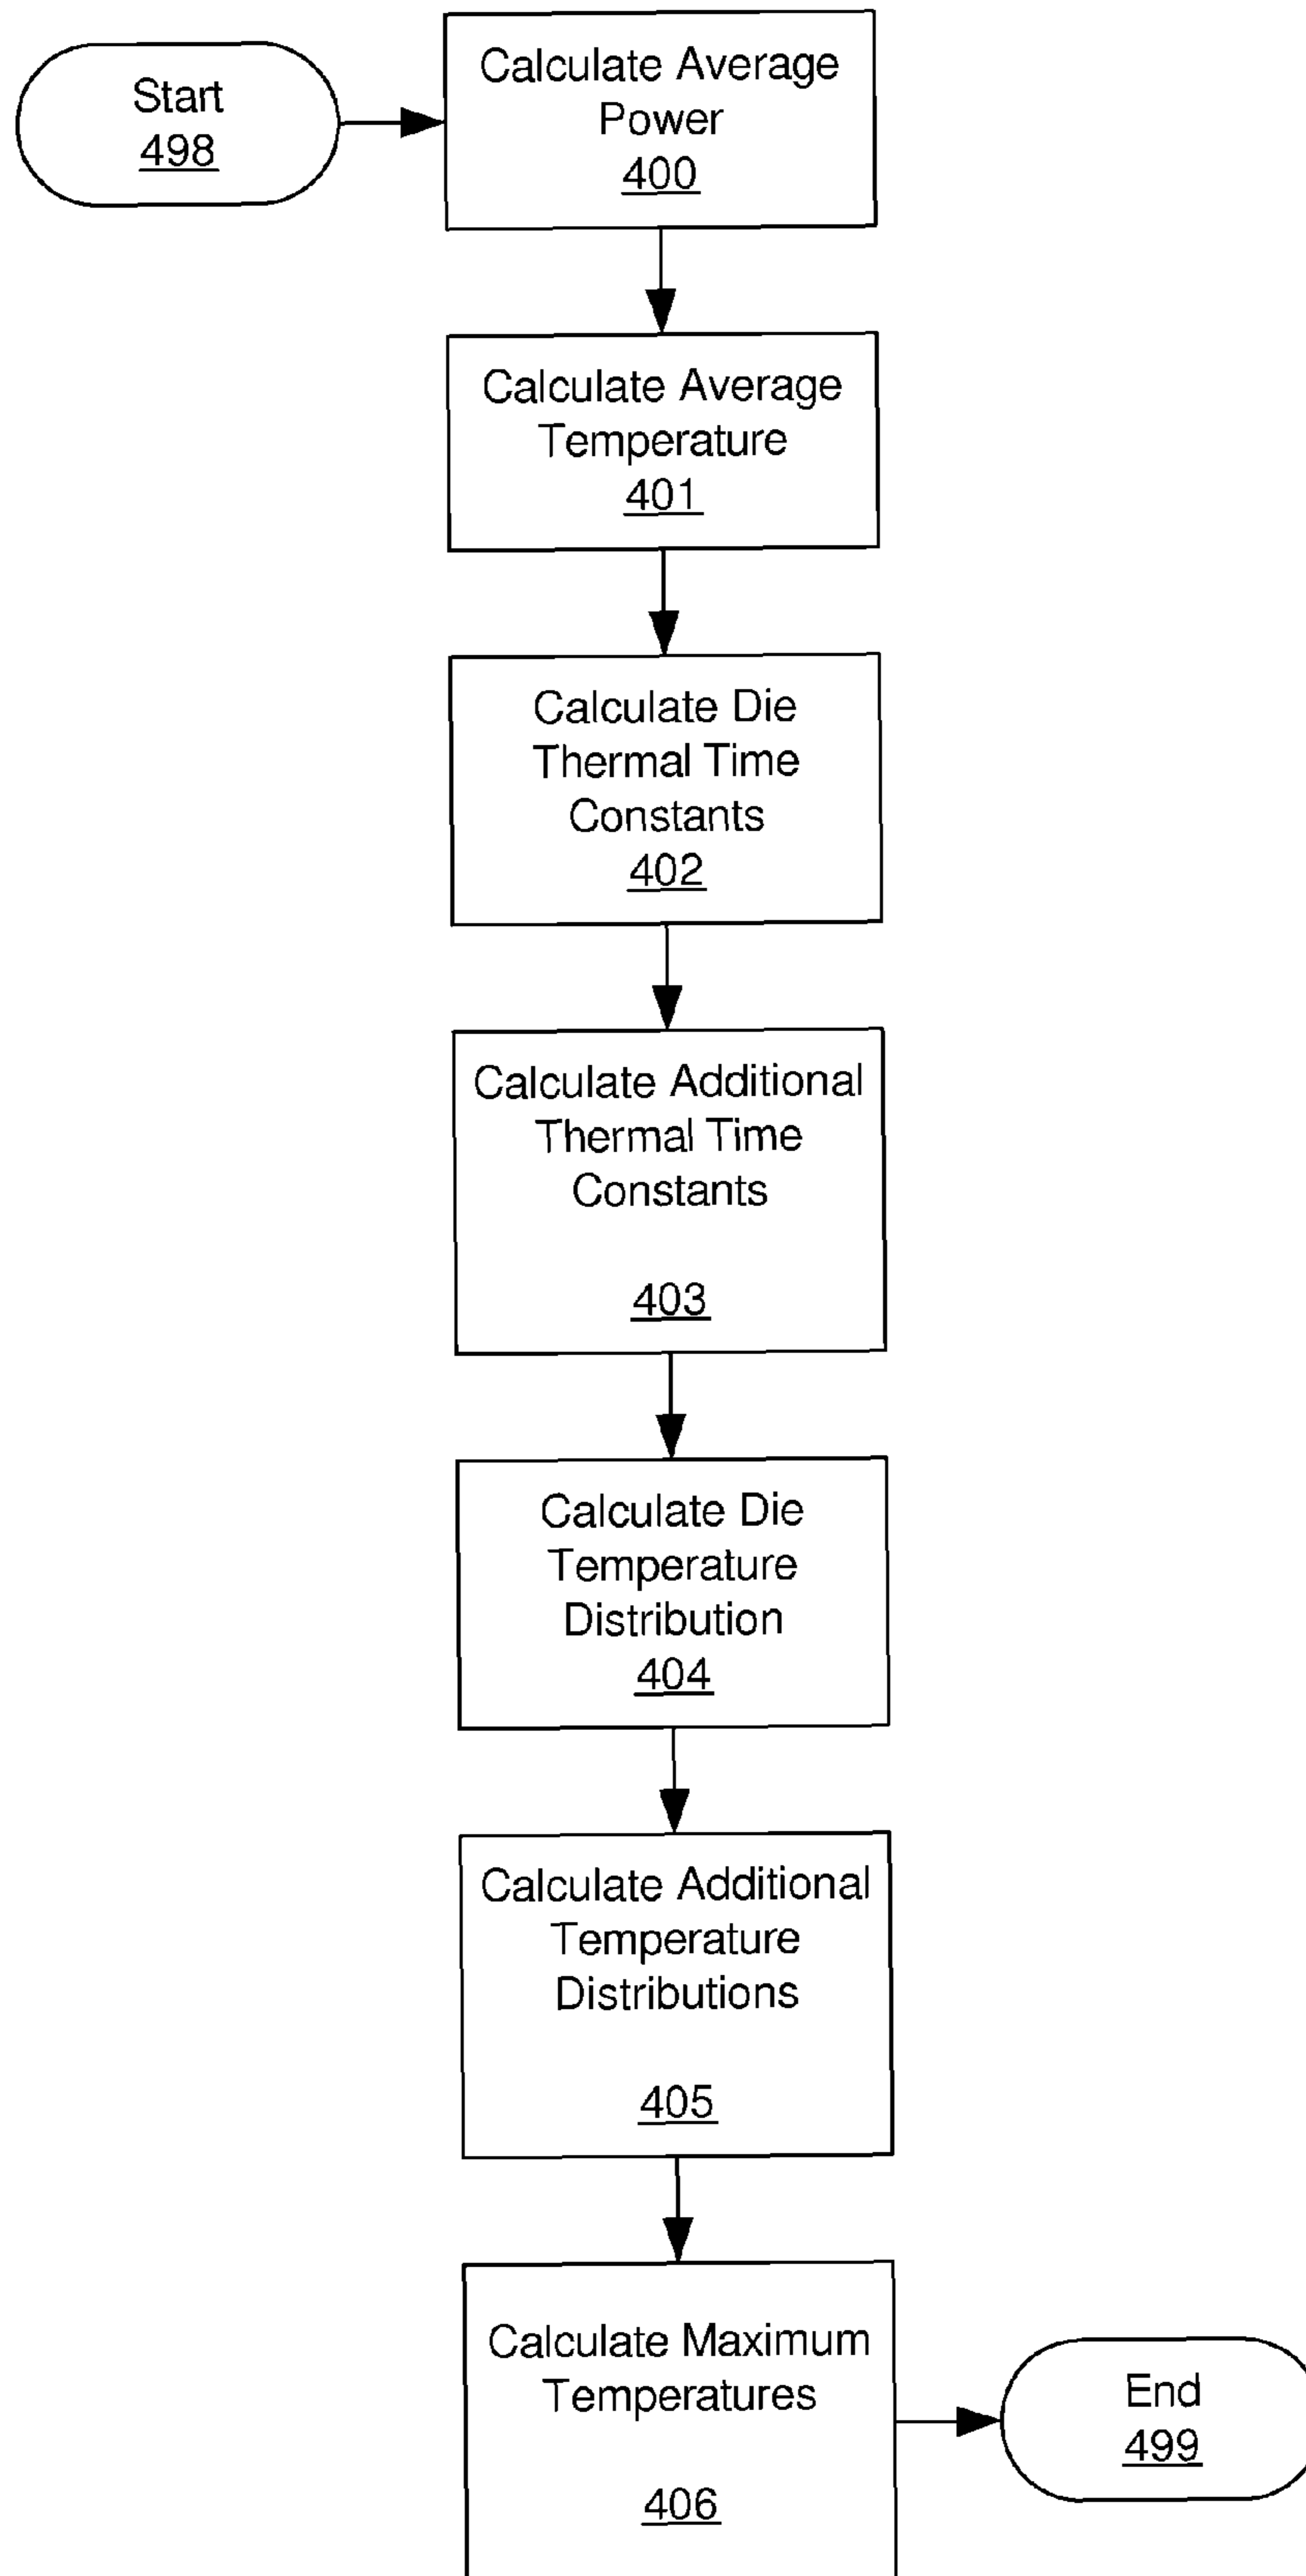 Start
498
Calculate Average
Power
400
Calculate Average
Temperature
401
Calculate Die
Thermal Time
Constants
402
Calculate Additional
Thermal Time
Constants
403
Calculate Die
Temperature
Distribution
404
Calculate Additional
Temperature
Distributions
405
Calculate Maximum
Temperatures
406
End
499